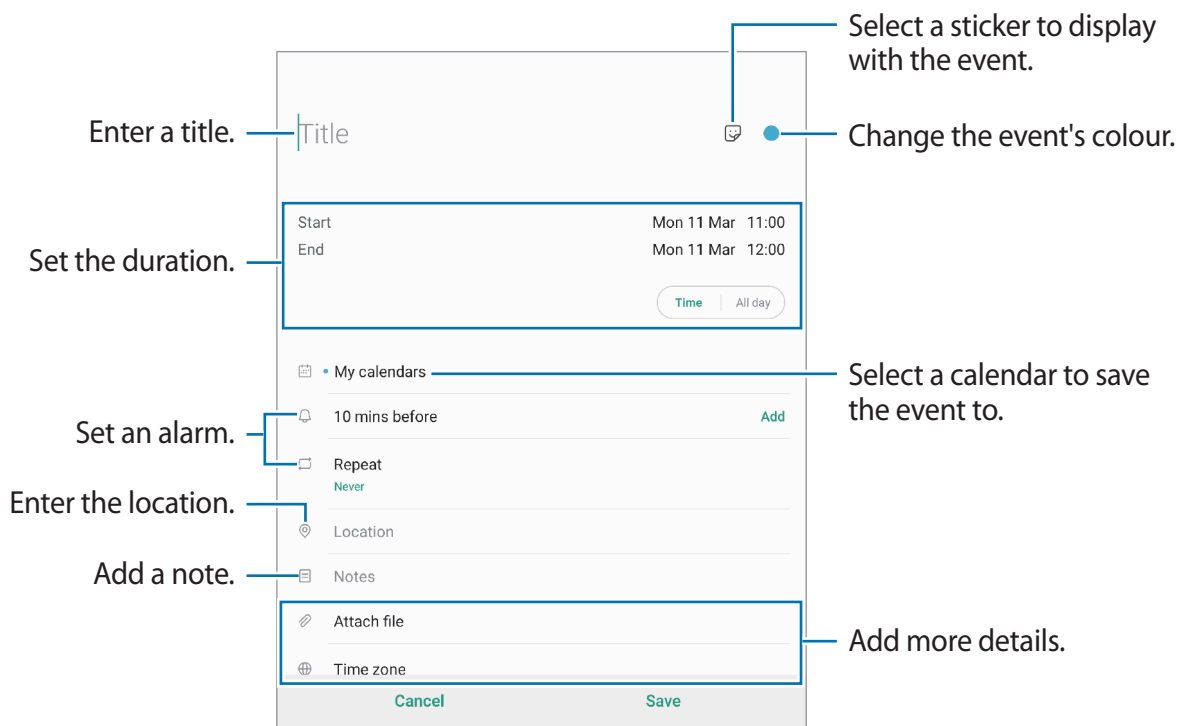 Select a sticker to display
with the event.
Enter a title.
Title
Change the event's colour.
Start Mon 11 Mar 11:00
End Mon 11 Mar 12:00
Set the duration.
Time All day
My calendars
Select a calendar to save
the event to.
10 mins before Add
Set an alarm.
Repeat
Never
Enter the location.
Location
Add a note.
Notes
Attach file
Add more details.
Time zone
Cancel Save